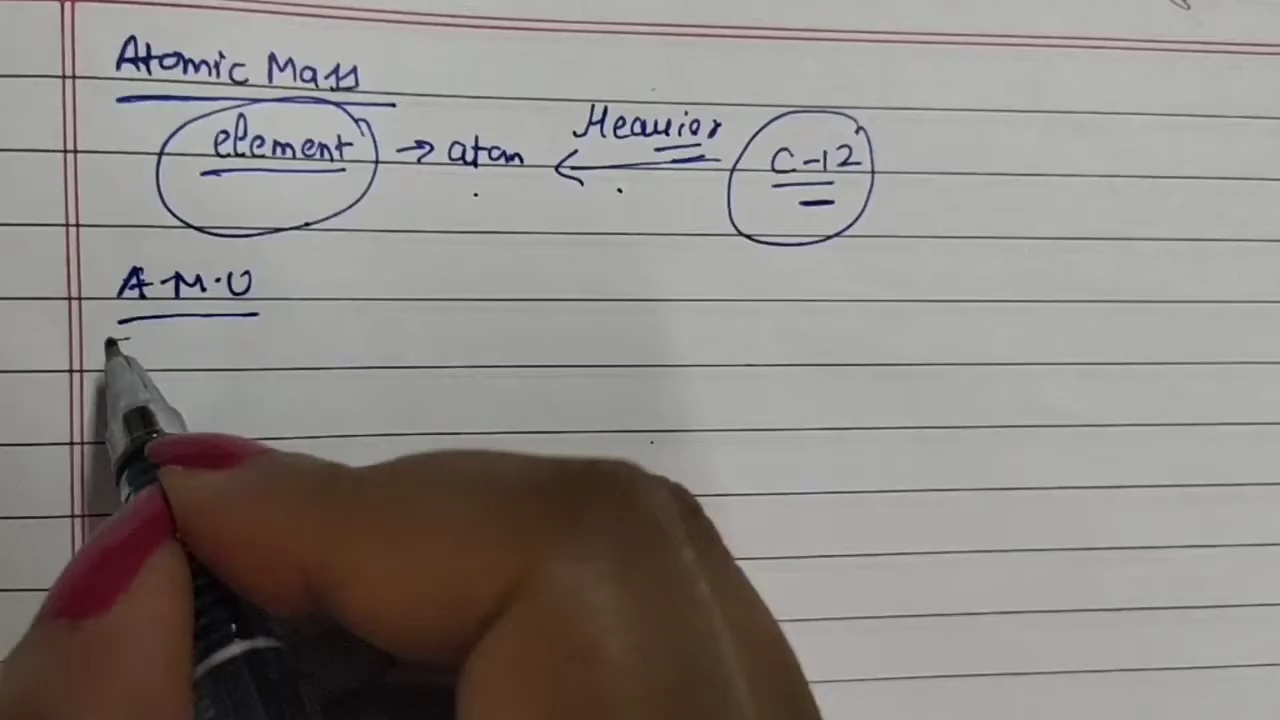 Atomic Mass
element → atom ← Heavier C-12
A.M.U